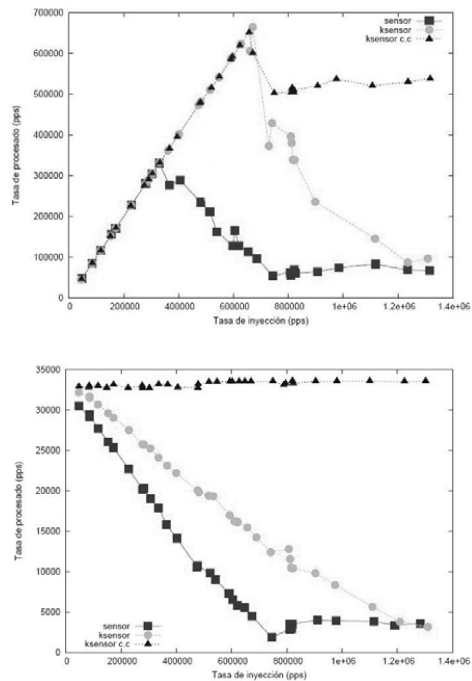 sensor
ksensor
ksensor c.c
700000
600000
500000
400000
300000
200000
100000
0
Tasa de procesado (pps)
0 200000 400000 600000 800000 1e+06 1.2e+06 1.4e+06
Tasa de inyección (pps)
35000
30000
25000
20000
15000
10000
5000
0
Tasa de procesado (pps)
sensor
ksensor
ksensor c.c
0 200000 400000 600000 800000 1e+06 1.2e+06 1.4e+06
Tasa de inyección (pps)